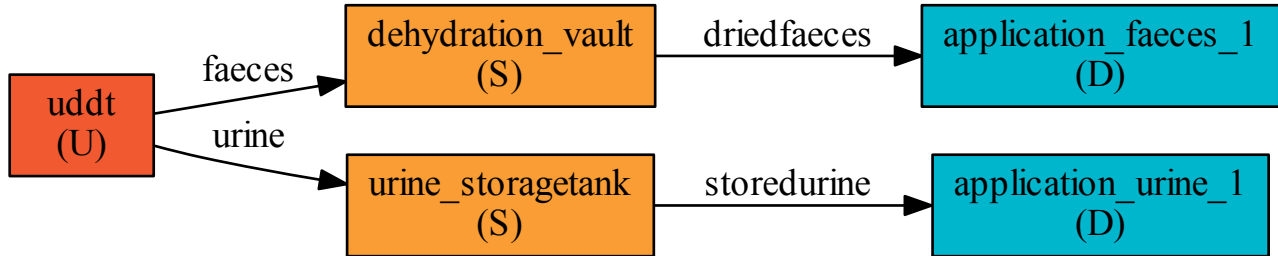 uddt
(U)
faeces
urine
dehydration_vault
(S)
driedfaeces
application_faeces_1
(D)
urine_storagetank
(S)
storedurine
application_urine_1
(D)